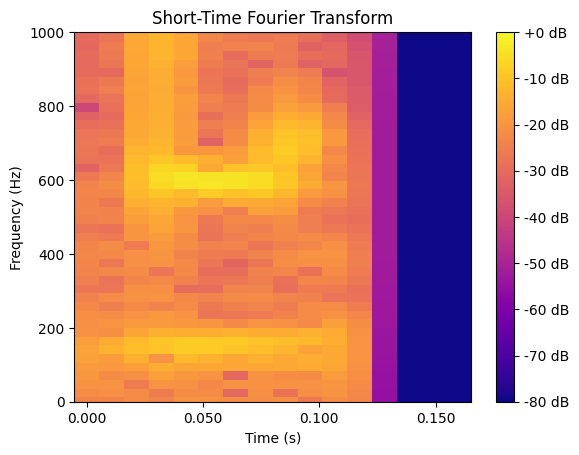 Short-Time Fourier Transform
1000
800
600
400
200
0
Frequency (Hz)
0.000
0.050
0.100
0.150
Time (s)
+0 dB
-10 dB
-20 dB
-30 dB
-40 dB
-50 dB
-60 dB
-70 dB
-80 dB